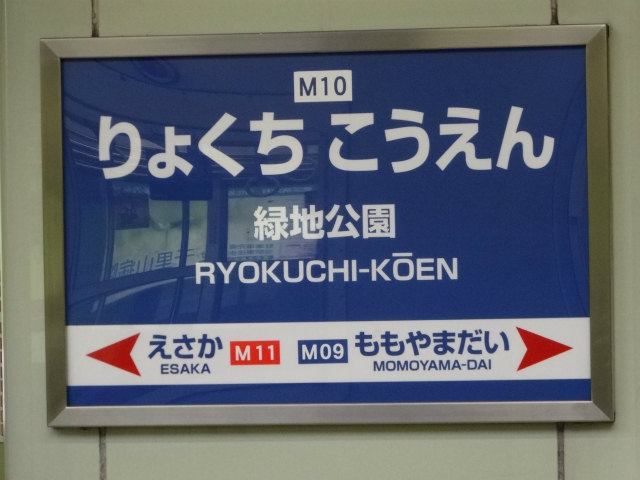 M10
りょくちこうえん
緑地公園
RYOKUCHI-KŌEN
えさか M11 M09 ももやまだい
ESAKA MOMOYAMA-DAI